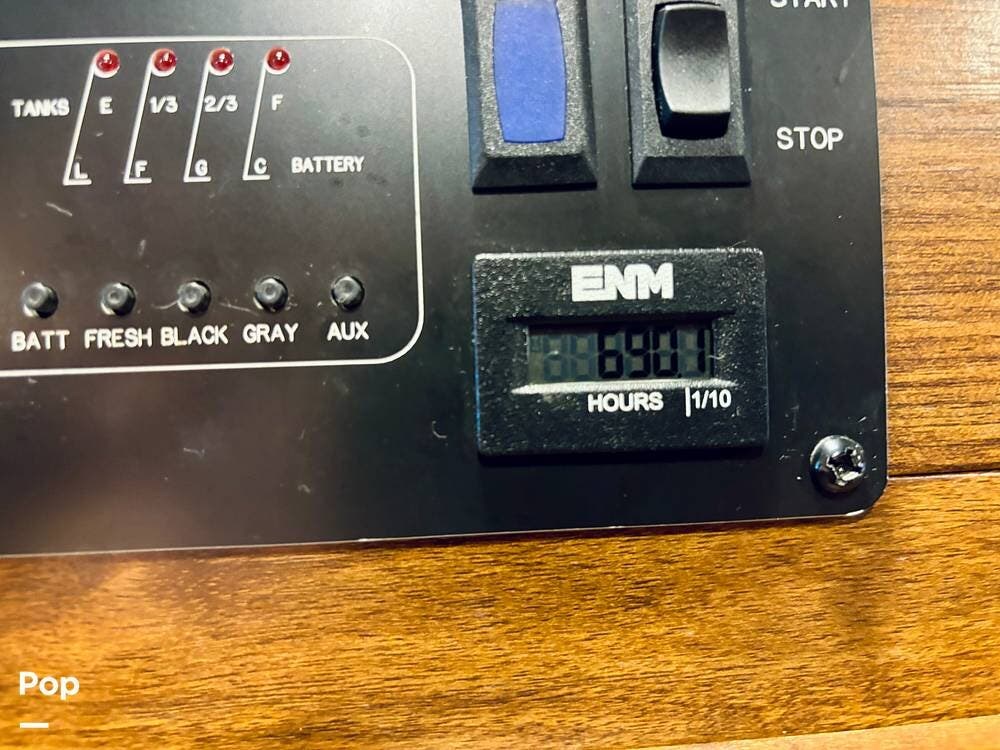 START
TANKS E 1/3 2/3 F
STOP
L F G C BATTERY
ENM
690.1
BATT FRESH BLACK GRAY AUX
HOURS 1/10
Pop